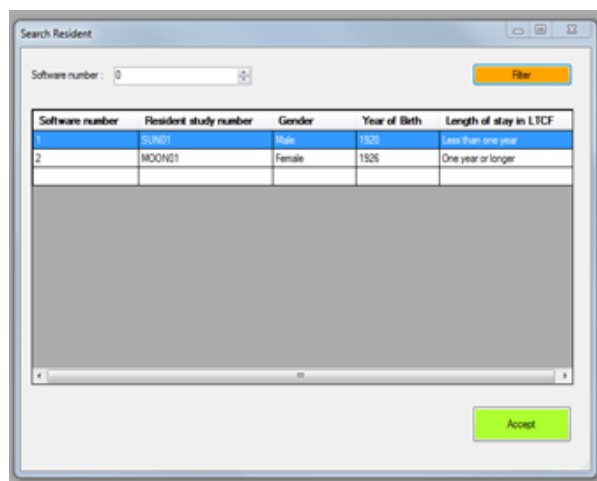 Search Resident
Software number : 0 Filter
Software number Resident study number Gender Year of Birth Length of stay in LTCF
1 SUN01 Male 1920 Less than one year
2 MOON01 Female 1926 One year or longer
Accept